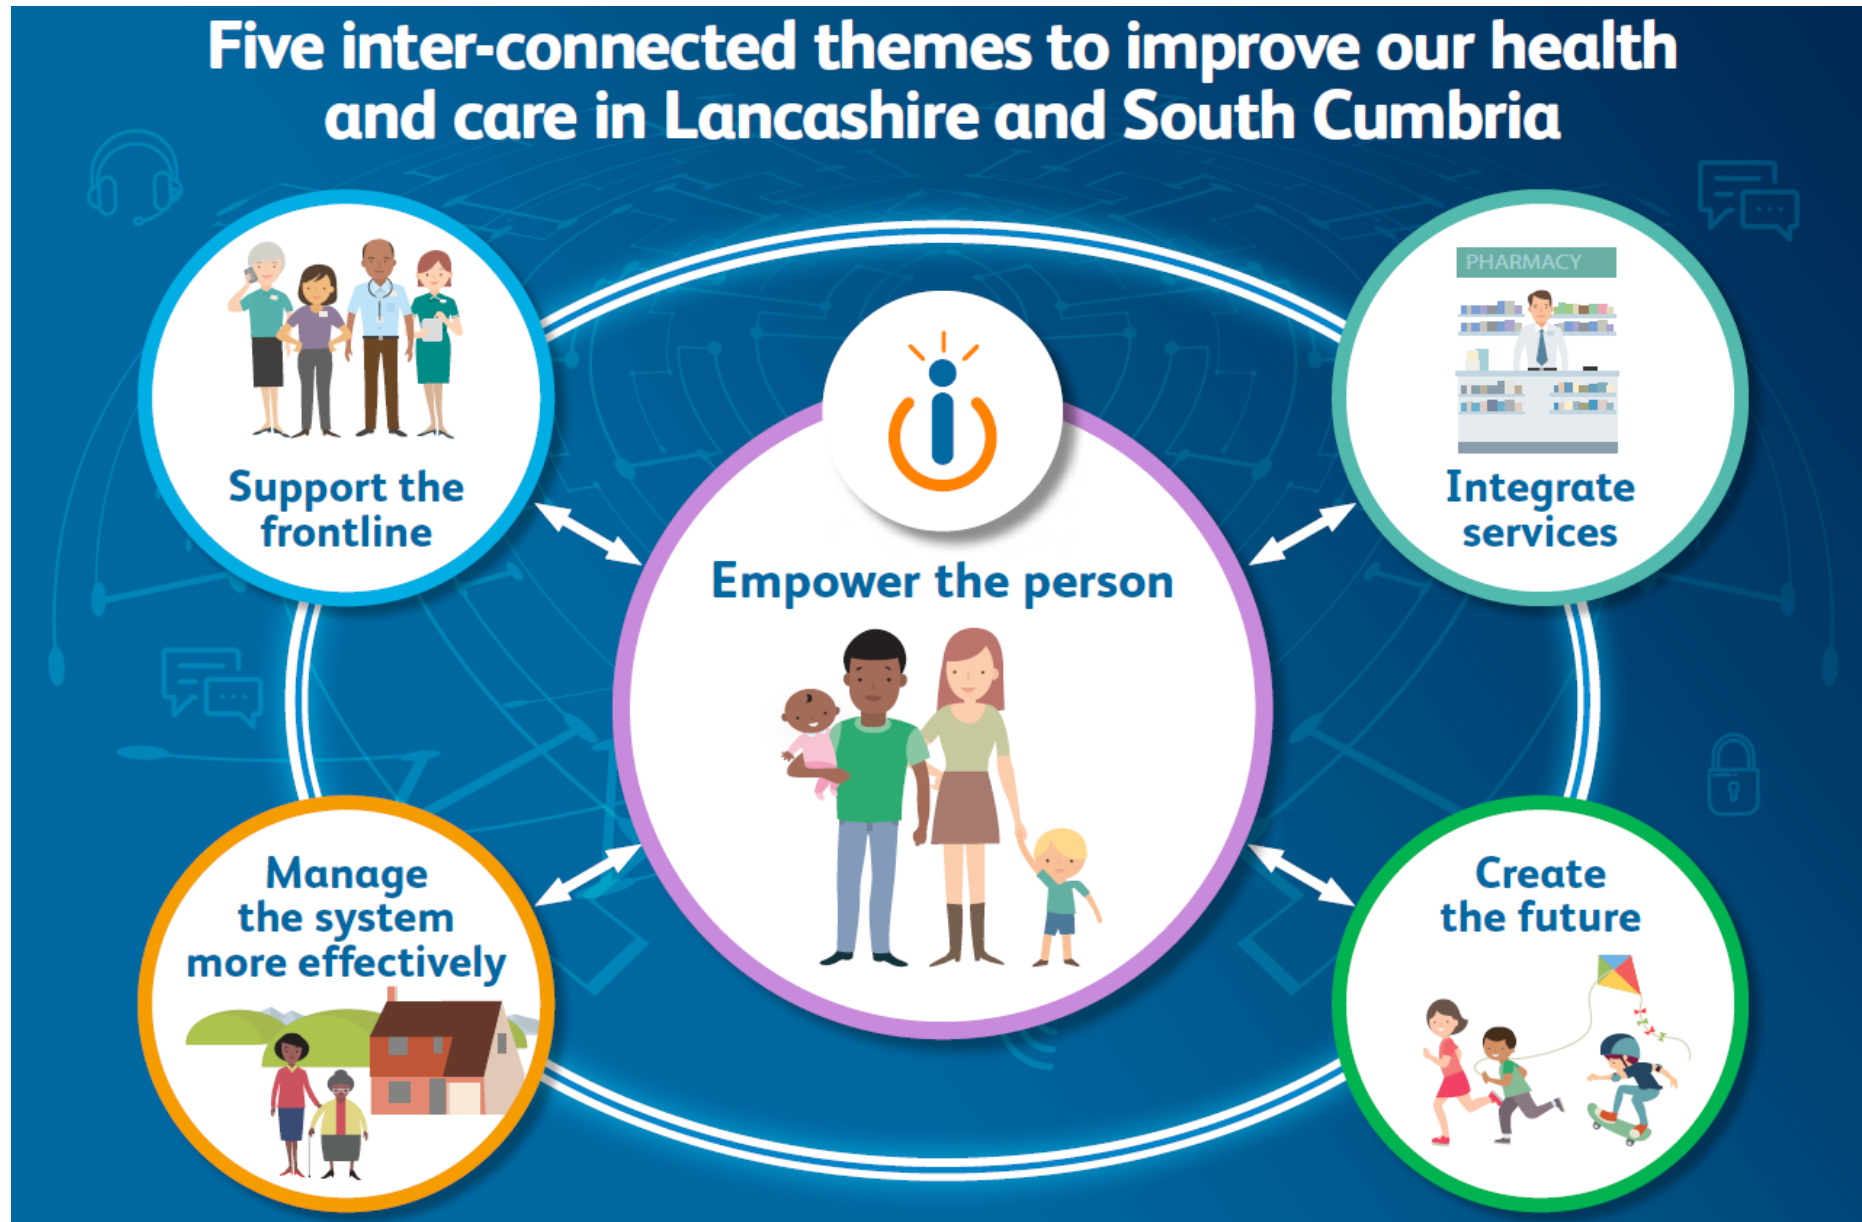 Five inter-connected themes to improve our health
and care in Lancashire and South Cumbria
PHARMACY
Support the
frontline
Integrate
services
Empower the person
Manage
the system
more effectively
Create
the future